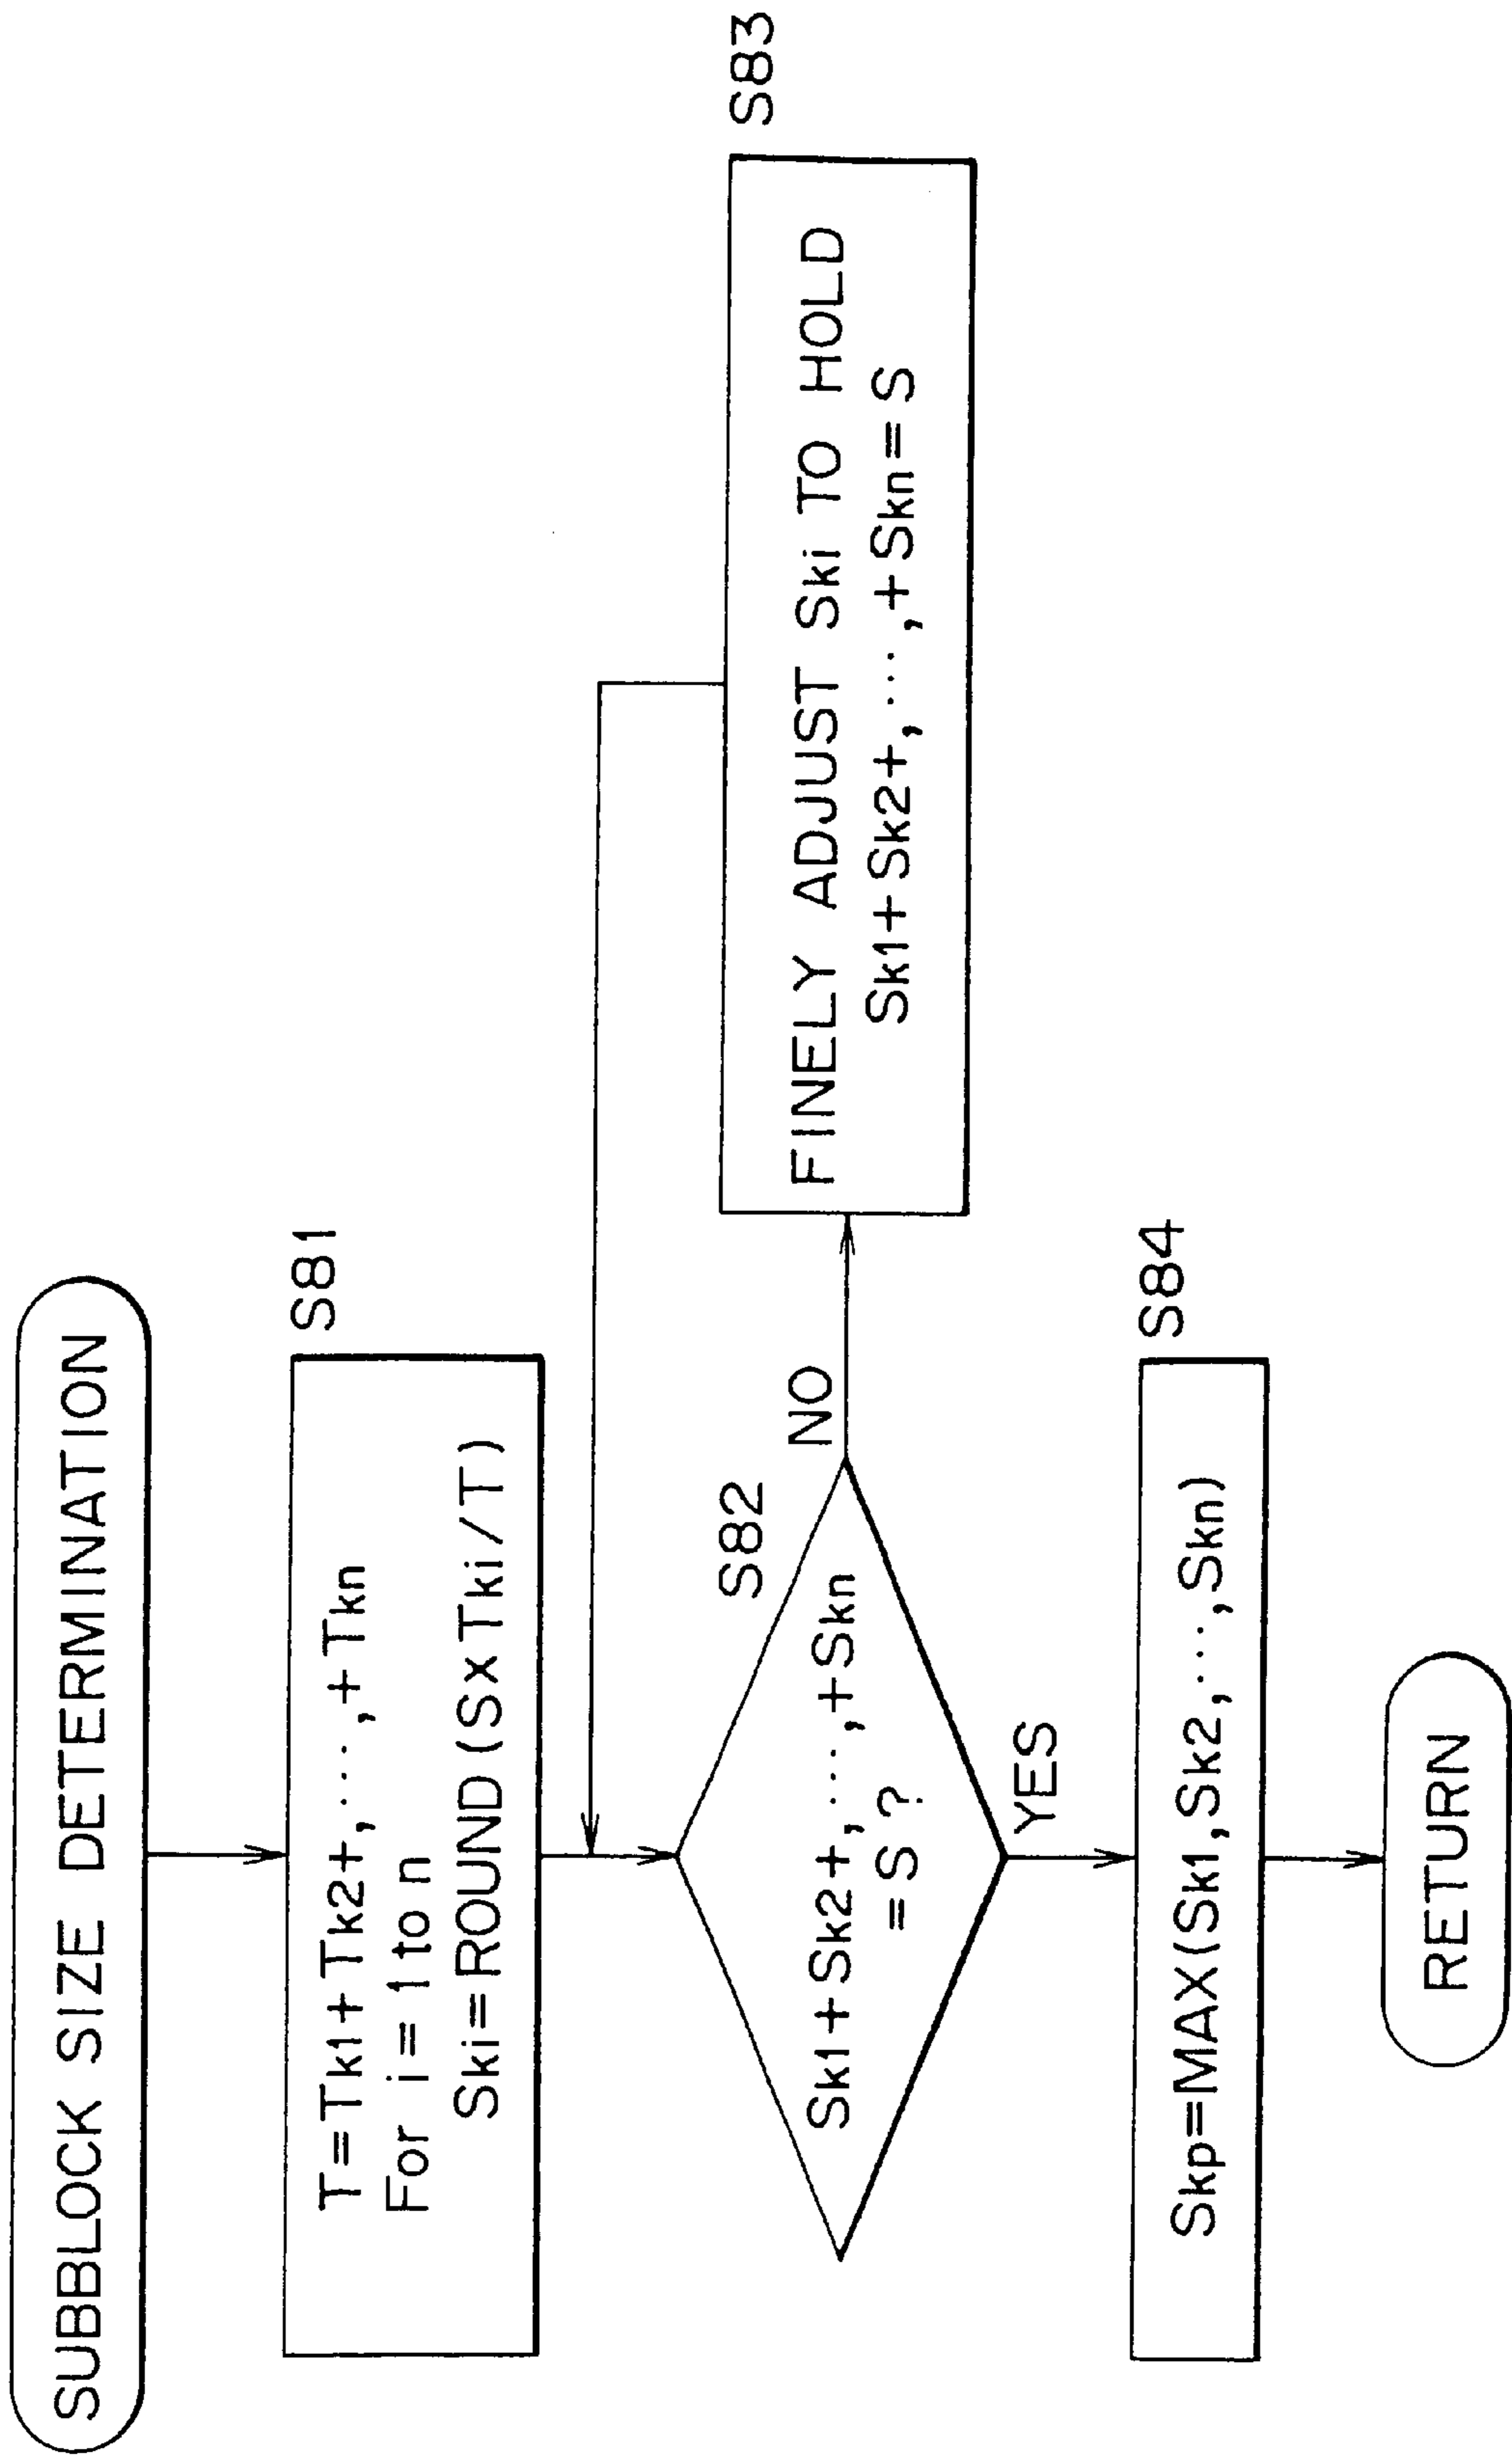 SUBBLOCK SIZE DETERMINATION
S81
T=Tk1+Tk2+,....,+Tkn
For i=1 to n
Ski=ROUND(S×Tki/T)
S82
Sk1+Sk2+,....,+Skn
=S?
NO
S83
FINELY ADJUST Ski TO HOLD
Sk1+Sk2+,....,+Skn=S
YES
S84
Skp=MAX(Sk1,Sk2,....,Skn)
RETURN